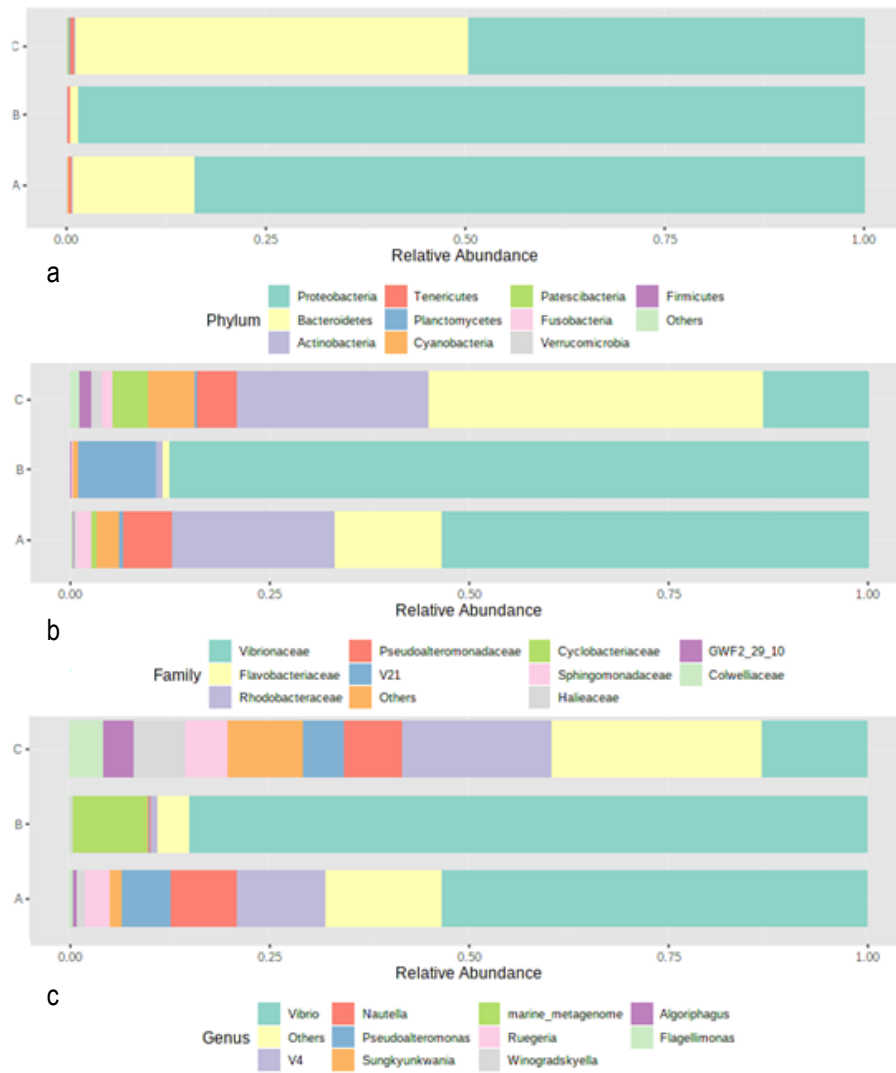 C
B
A
0.00 0.25 0.50 0.75 1.00
Relative Abundance
a
Phylum
Proteobacteria Tenericutes Patescibacteria Firmicutes
Bacteroidetes Planctomycetes Fusobacteria Others
Actinobacteria Cyanobacteria Verrucomicrobia
C
B
A
0.00 0.25 0.50 0.75 1.00
Relative Abundance
b
Family
Vibrionaceae Pseudoalteromonadaceae Cyclobacteriaceae GWF2_29_10
Flavobacteriaceae V21 Sphingomonadaceae Colwelliaceae
Rhodobacteraceae Others Halieaceae
C
B
A
0.00 0.25 0.50 0.75 1.00
Relative Abundance
c
Genus
Vibrio Nautella marine_metagenome Algoriphagus
Others Pseudoalteromonas Ruegeria Flagellimonas
V4 Sungkyunkwania Winogradskyella